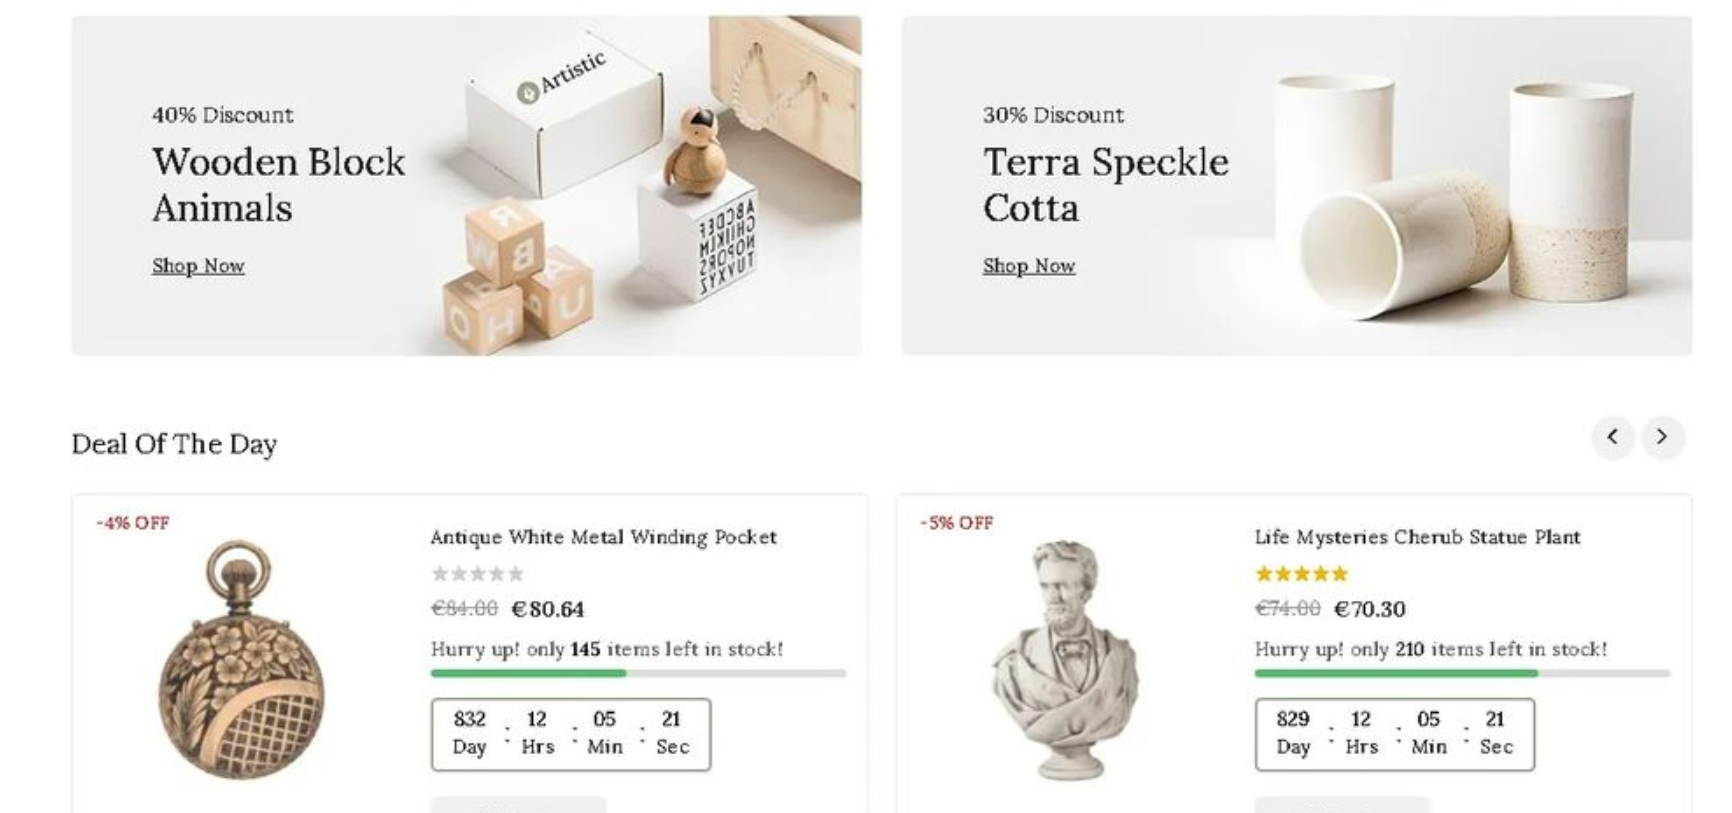 Artistic
40% Discount
Wooden Block
Animals
Shop Now
R
W B
A
O H
U
ABCDEF
30% Discount
Terra Speckle
Cotta
Shop Now
Deal Of The Day
-4% OFF
Antique White Metal Winding Pocket
€84.00 €80.64
Hurry up! only 145 items left in stock!
832 : 12 : 05 : 21
Day Hrs Min Sec
-5% OFF
Life Mysteries Cherub Statue Plant
€74.00 €70.30
Hurry up! only 210 items left in stock!
829 : 12 : 05 : 21
Day Hrs Min Sec